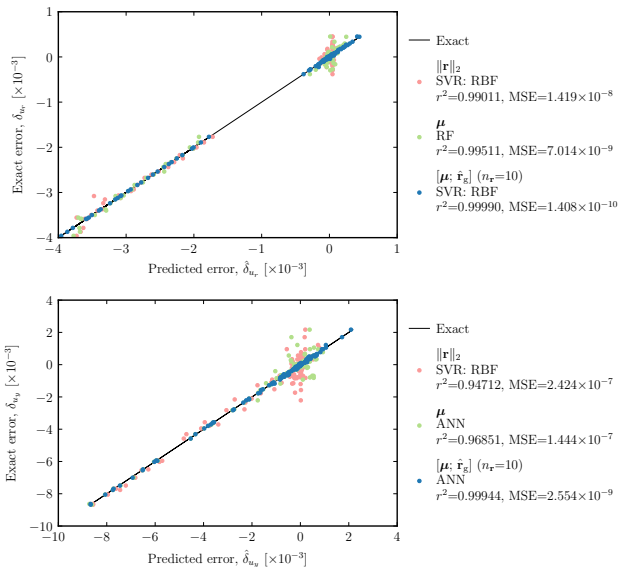 Exact error, δ_{u_r} [×10⁻³]
1
0
−1
−2
−3
−4
−4
−3
−2
−1
0
1
Predicted error, δ̂_{u_r} [×10⁻³]
Exact
‖r‖₂
SVR: RBF
r²=0.99011, MSE=1.419×10⁻⁸
μ
RF
r²=0.99511, MSE=7.014×10⁻⁹
[μ; r̂_g] (n_r=10)
SVR: RBF
r²=0.99990, MSE=1.408×10⁻¹⁰
Exact error, δ_{u_y} [×10⁻³]
4
2
0
−2
−4
−6
−8
−10
−10
−8
−6
−4
−2
0
2
4
Predicted error, δ̂_{u_y} [×10⁻³]
Exact
‖r‖₂
SVR: RBF
r²=0.94712, MSE=2.424×10⁻⁷
μ
ANN
r²=0.96851, MSE=1.444×10⁻⁷
[μ; r̂_g] (n_r=10)
ANN
r²=0.99944, MSE=2.554×10⁻⁹